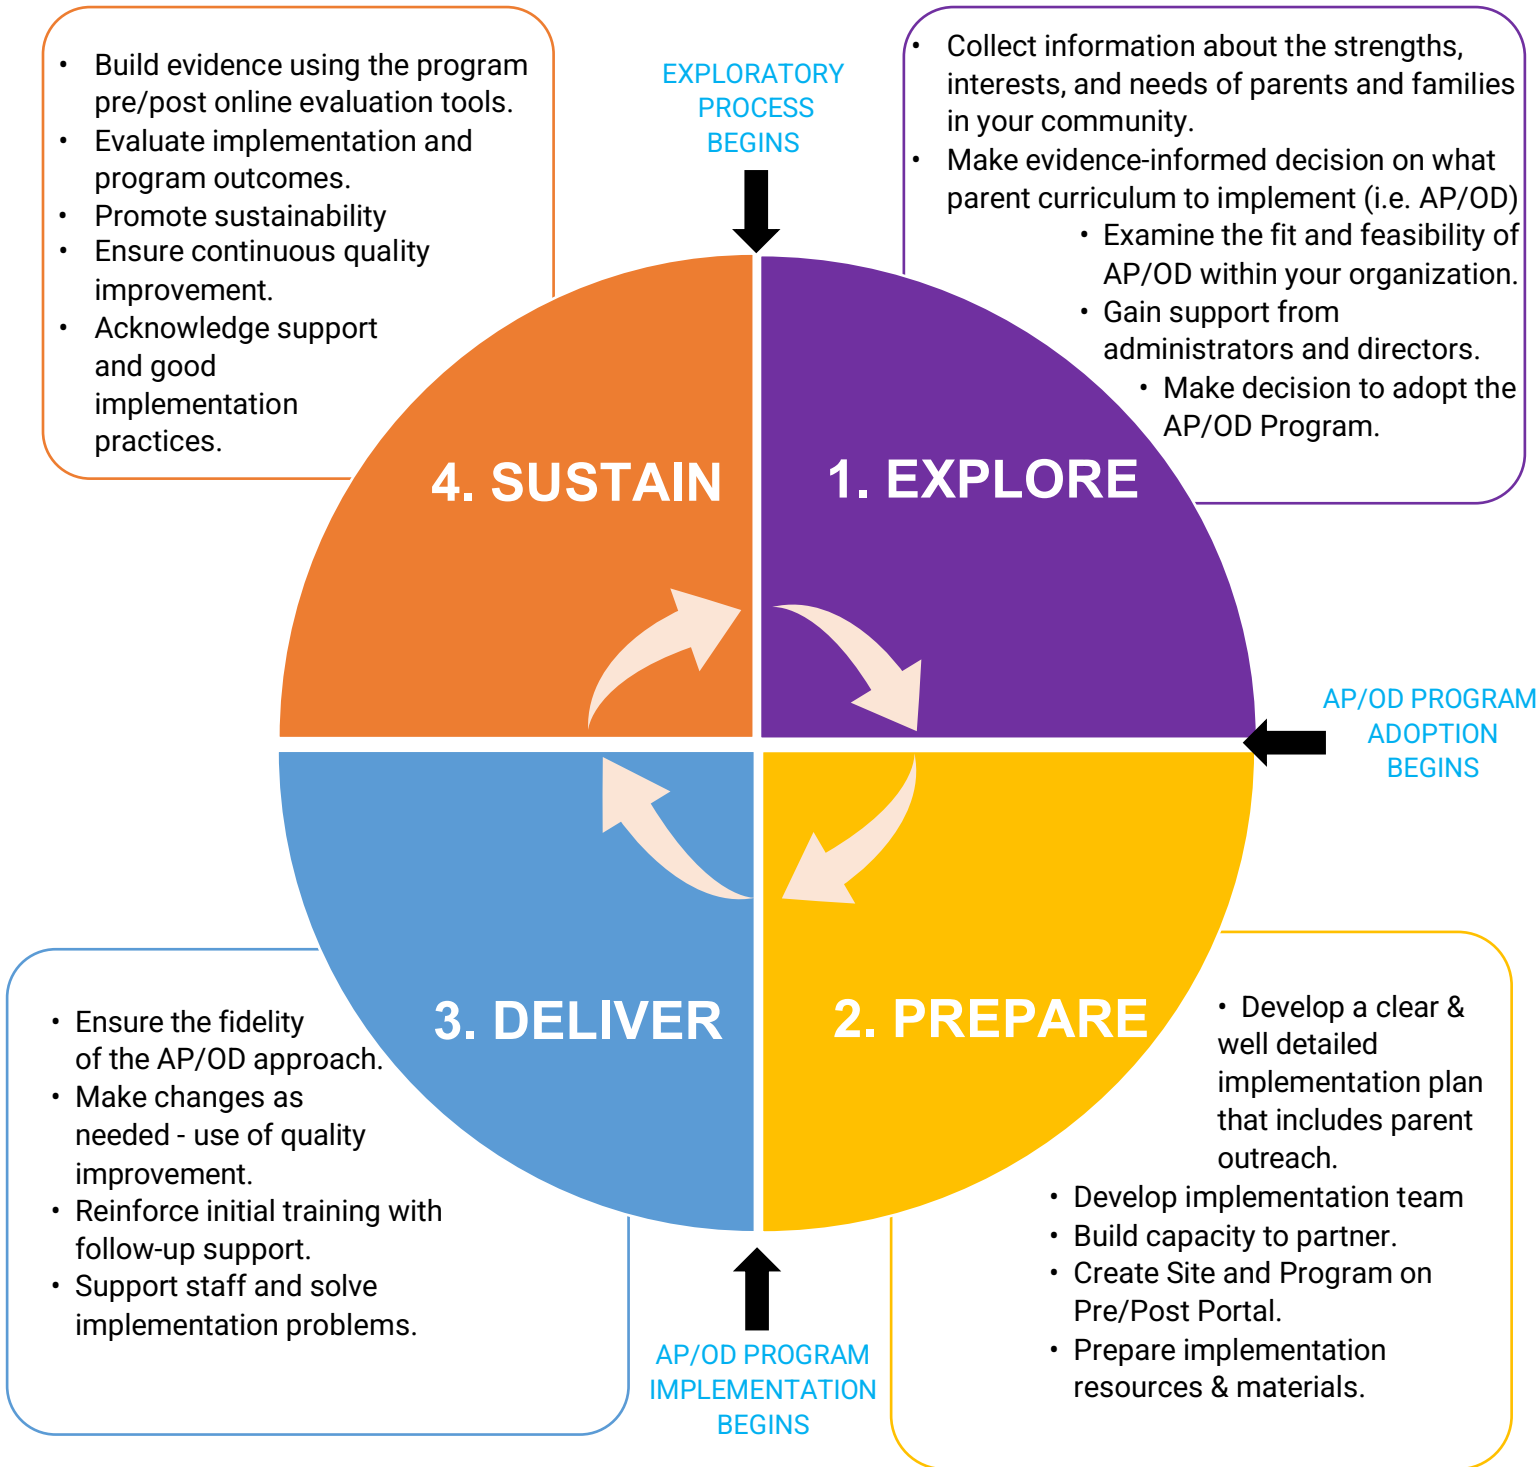 • Build evidence using the program
pre/post online evaluation tools.
• Evaluate implementation and
program outcomes.
• Promote sustainability
• Ensure continuous quality
improvement.
• Acknowledge support
and good
implementation
practices.
EXPLORATORY
PROCESS
BEGINS
• Collect information about the strengths,
interests, and needs of parents and families
in your community.
• Make evidence-informed decision on what
parent curriculum to implement (i.e. AP/OD)
• Examine the fit and feasibility of
AP/OD within your organization.
• Gain support from
administrators and directors.
• Make decision to adopt the
AP/OD Program.
4. SUSTAIN
1. EXPLORE
AP/OD PROGRAM
ADOPTION
BEGINS
3. DELIVER
2. PREPARE
• Ensure the fidelity
of the AP/OD approach.
• Make changes as
needed - use of quality
improvement.
• Reinforce initial training with
follow-up support.
• Support staff and solve
implementation problems.
AP/OD PROGRAM
IMPLEMENTATION
BEGINS
• Develop a clear &
well detailed
implementation plan
that includes parent
outreach.
• Develop implementation team
• Build capacity to partner.
• Create Site and Program on
Pre/Post Portal.
• Prepare implementation
resources & materials.